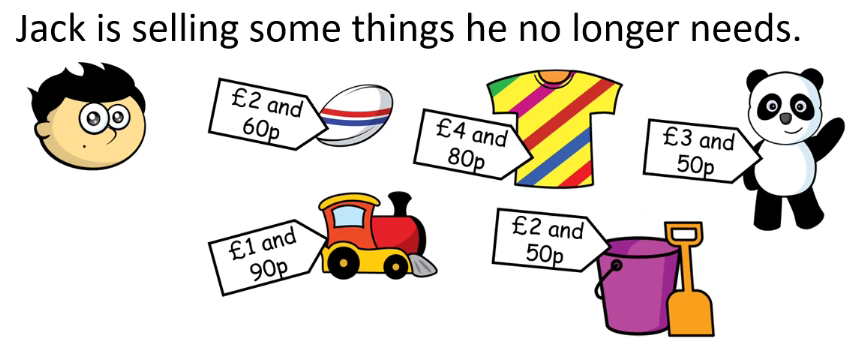 Jack is selling some things he no longer needs.
£2 and
60p
£4 and
80p
£3 and
50p
£1 and
90p
£2 and
50p